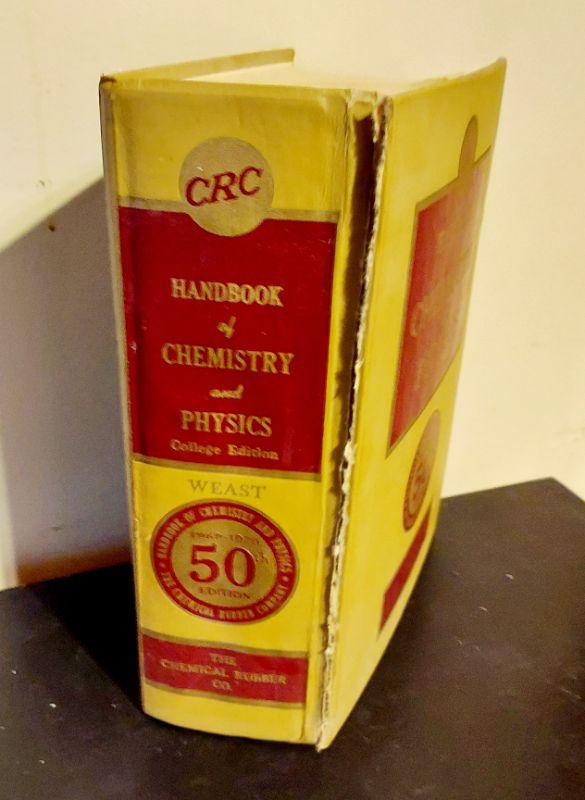 CRC
HANDBOOK
of
CHEMISTRY
and
PHYSICS
College Edition
WEAST
HANDBOOK OF CHEMISTRY AND PHYSICS
1969-1970
50th
EDITION
THE CHEMICAL RUBBER COMPANY
THE
CHEMICAL RUBBER
CO.